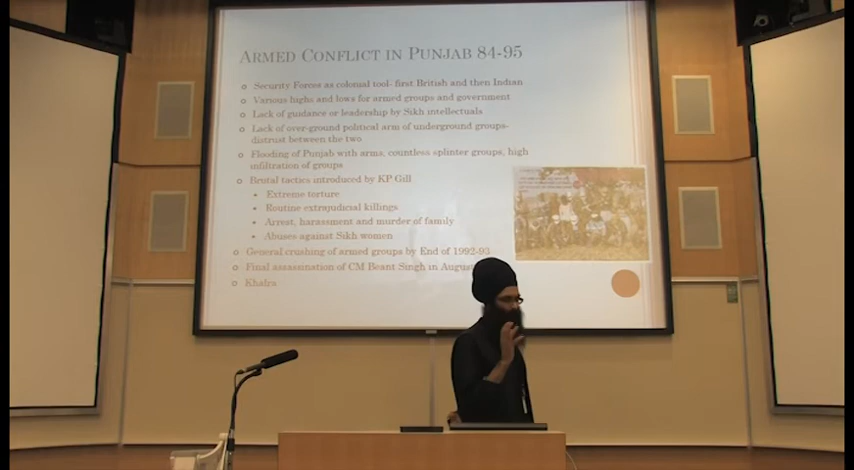 ARMED CONFLICT IN PUNJAB 84-95
Security Forces as colonial tool- first British and then Indian
Various highs and lows for armed groups and government
Lack of guidance or leadership by Sikh intellectuals
Lack of over-ground political arm of underground groups-
distrust between the two
Flooding of Punjab with arms, countless splinter groups, high
infiltration of groups
Brutal tactics introduced by KP Gill
Extreme torture
Routine extrajudicial killings
Arrest, harassment and murder of family
Abuses against Sikh women
General crushing of armed groups by End of 1992-93
Final assassination of CM Beant Singh in August
Khalra